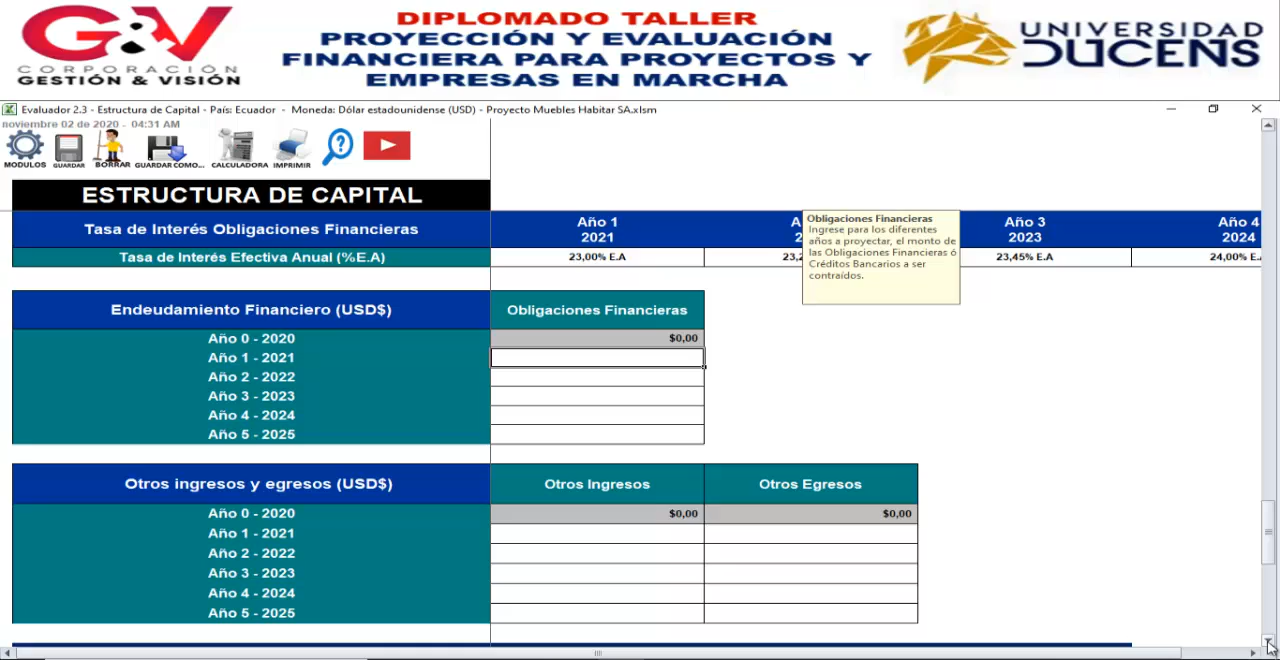 G&V
CORPORACIÓN
GESTIÓN & VISIÓN
DIPLOMADO TALLER
PROYECCIÓN Y EVALUACIÓN
FINANCIERA PARA PROYECTOS Y
EMPRESAS EN MARCHA
UNIVERSIDAD
DUCENS
Evaluador 2.3 - Estructura de Capital - País: Ecuador - Moneda: Dólar estadounidense (USD) - Proyecto Muebles Habitar SA.xlsm
noviembre 02 de 2020 - 04:31 AM
MODULOS GUARDAR BORRAR GUARDAR COMO... CALCULADORA IMPRIMIR
ESTRUCTURA DE CAPITAL
Tasa de Interés Obligaciones Financieras
Año 1
2021
A
2
Año 3
2023
Año 4
2024
Tasa de Interés Efectiva Anual (%E.A) 23,00% E.A 23,2 23,45% E.A 24,00% E.
Obligaciones Financieras
Ingrese para los diferentes
años a proyectar, el monto de
las Obligaciones Financieras ó
Créditos Bancarios a ser
contraídos.
Endeudamiento Financiero (USD$) Obligaciones Financieras
Año 0 - 2020 $0,00
Año 1 - 2021
Año 2 - 2022
Año 3 - 2023
Año 4 - 2024
Año 5 - 2025
Otros ingresos y egresos (USD$) Otros Ingresos Otros Egresos
Año 0 - 2020 $0,00 $0,00
Año 1 - 2021
Año 2 - 2022
Año 3 - 2023
Año 4 - 2024
Año 5 - 2025